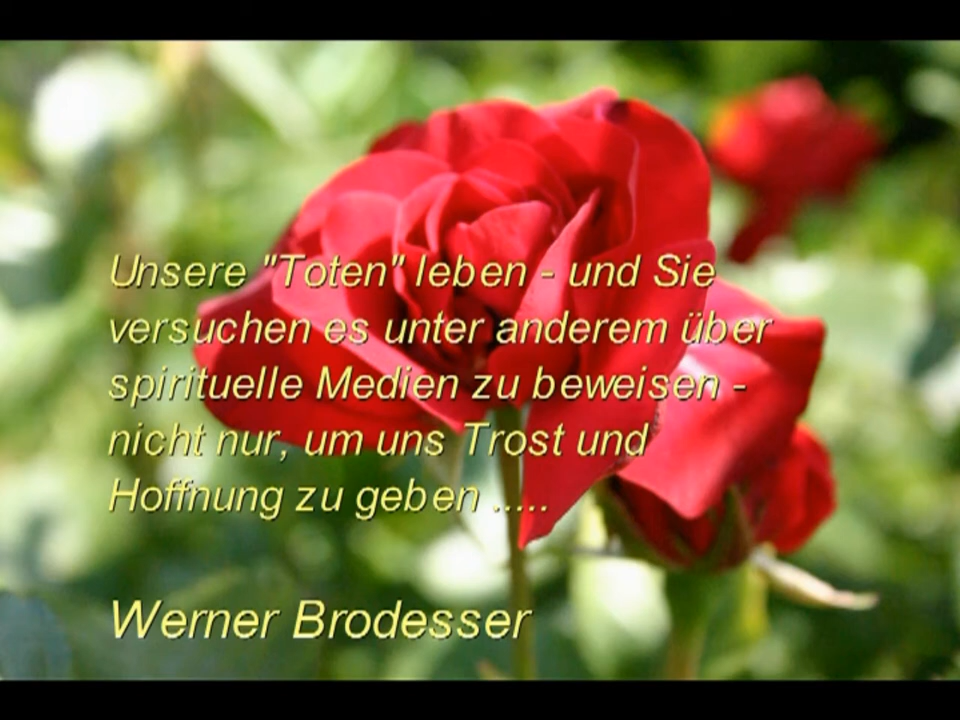 Unsere "Toten" leben - und Sie
versuchen es unter anderem über
spirituelle Medien zu beweisen -
nicht nur, um uns Trost und
Hoffnung zu geben .....
Werner Brodesser